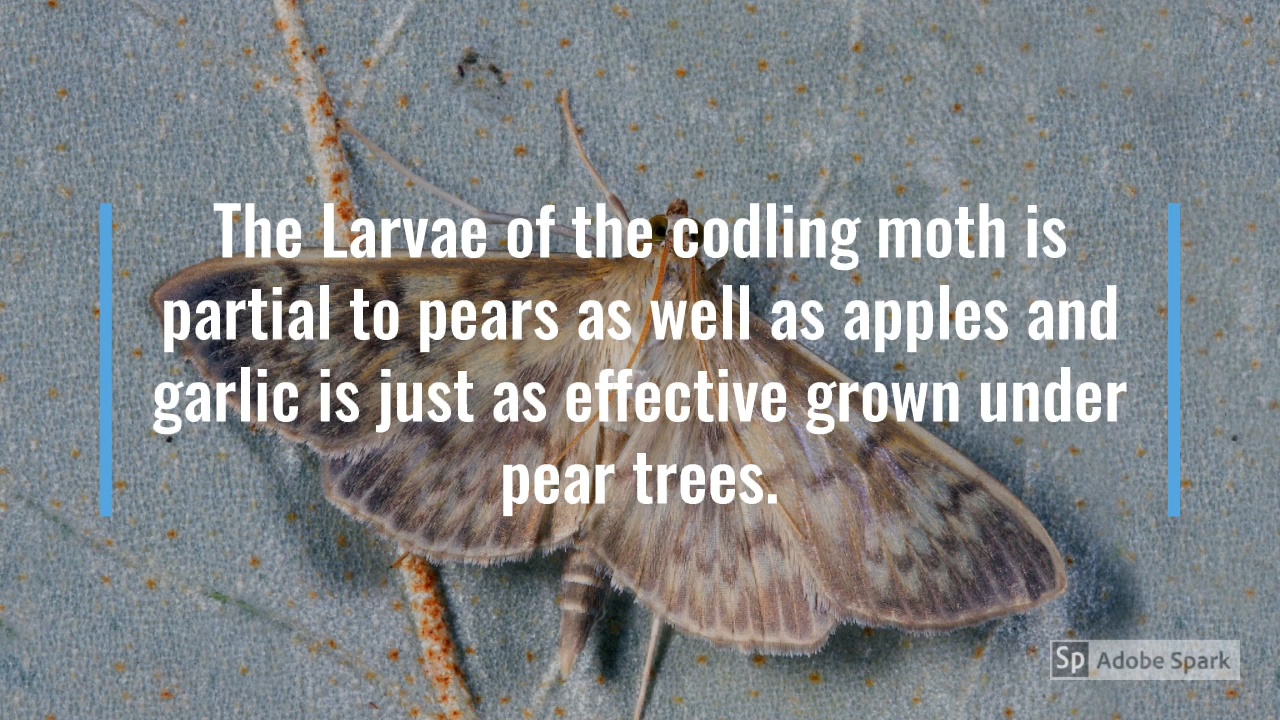 The Larvae of the codling moth is
partial to pears as well as apples and
garlic is just as effective grown under
pear trees.
Sp Adobe Spark